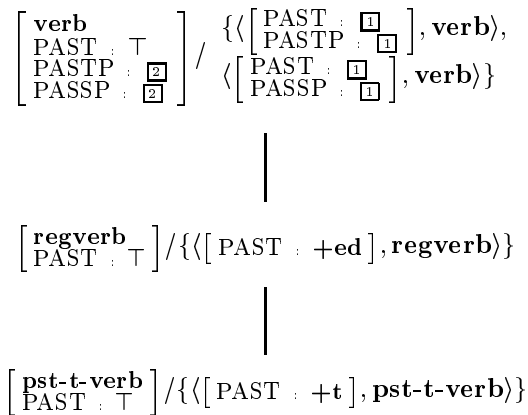 verb
PAST : ⊤
PASTP : 2
PASSP : 2
/ {⟨[ PAST : 1
PASTP : 1 ], verb⟩,
⟨[ PAST : 1
PASSP : 1 ], verb⟩}
[ regverb
PAST : ⊤ ]/{⟨[ PAST : +ed ], regverb⟩}
[ pst-t-verb
PAST : ⊤ ]/{⟨[ PAST : +t ], pst-t-verb⟩}